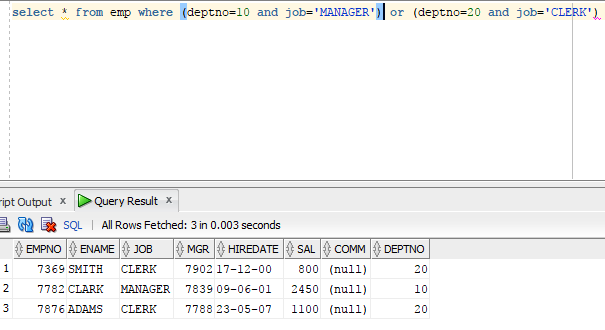 select * from emp where (deptno=10 and job='MANAGER') or (deptno=20 and job='CLERK')
ript Output x Query Result x
SQL | All Rows Fetched: 3 in 0.003 seconds
EMPNO ENAME JOB MGR HIREDATE SAL COMM DEPTNO
1 7369 SMITH CLERK 7902 17-12-00 800 (null) 20
2 7782 CLARK MANAGER 7839 09-06-01 2450 (null) 10
3 7876 ADAMS CLERK 7788 23-05-07 1100 (null) 20